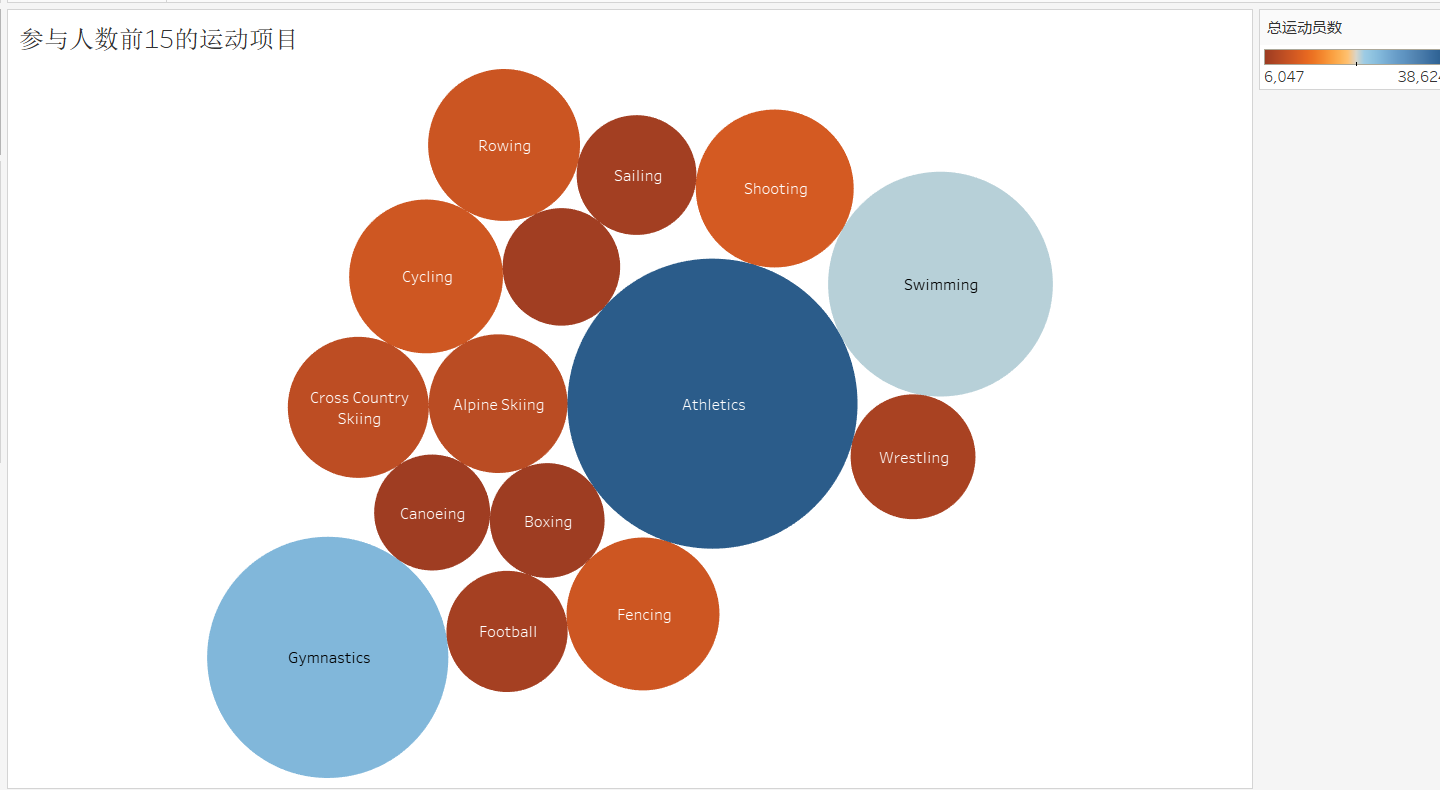 参与人数前15的运动项目
总运动员数
6,047
38,624
Rowing
Sailing
Shooting
Cycling
Swimming
Cross Country
Skiing
Alpine Skiing
Athletics
Wrestling
Canoeing
Boxing
Gymnastics
Football
Fencing